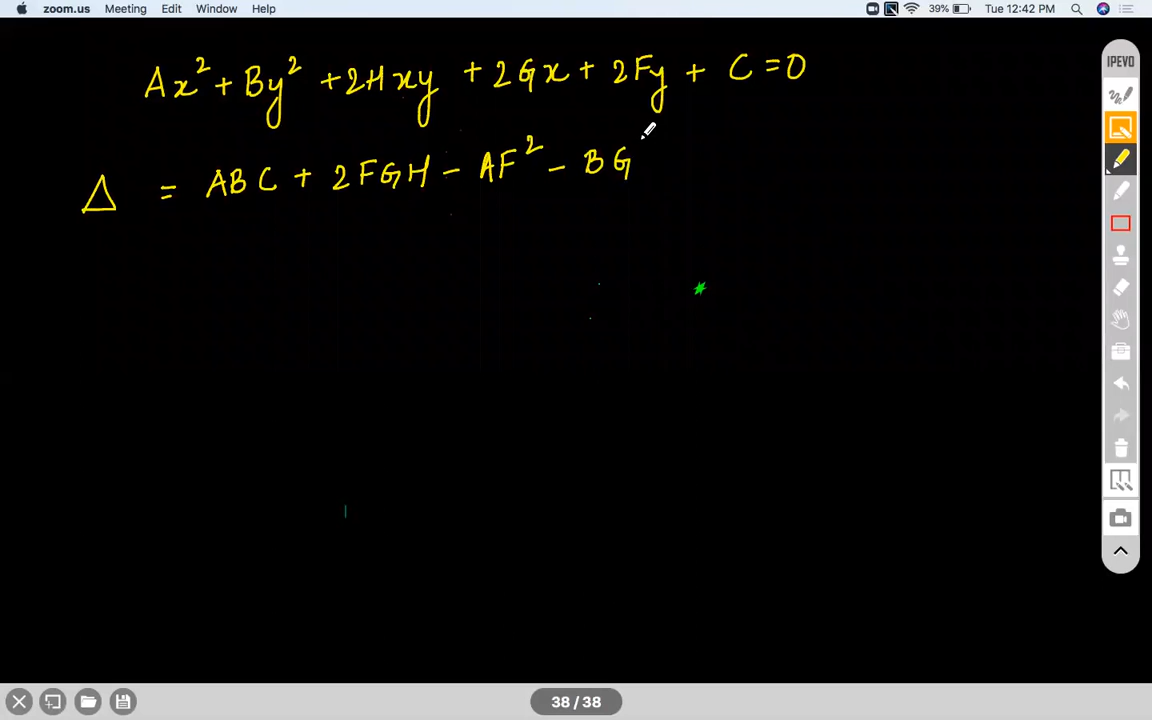 zoom.us Meeting Edit Window Help 39% Tue 12:42 PM
IPEVO
Ax² + By² + 2Hxy + 2Gx + 2Fy + C = 0
Δ = ABC + 2FGH - AF² - BG
38 / 38